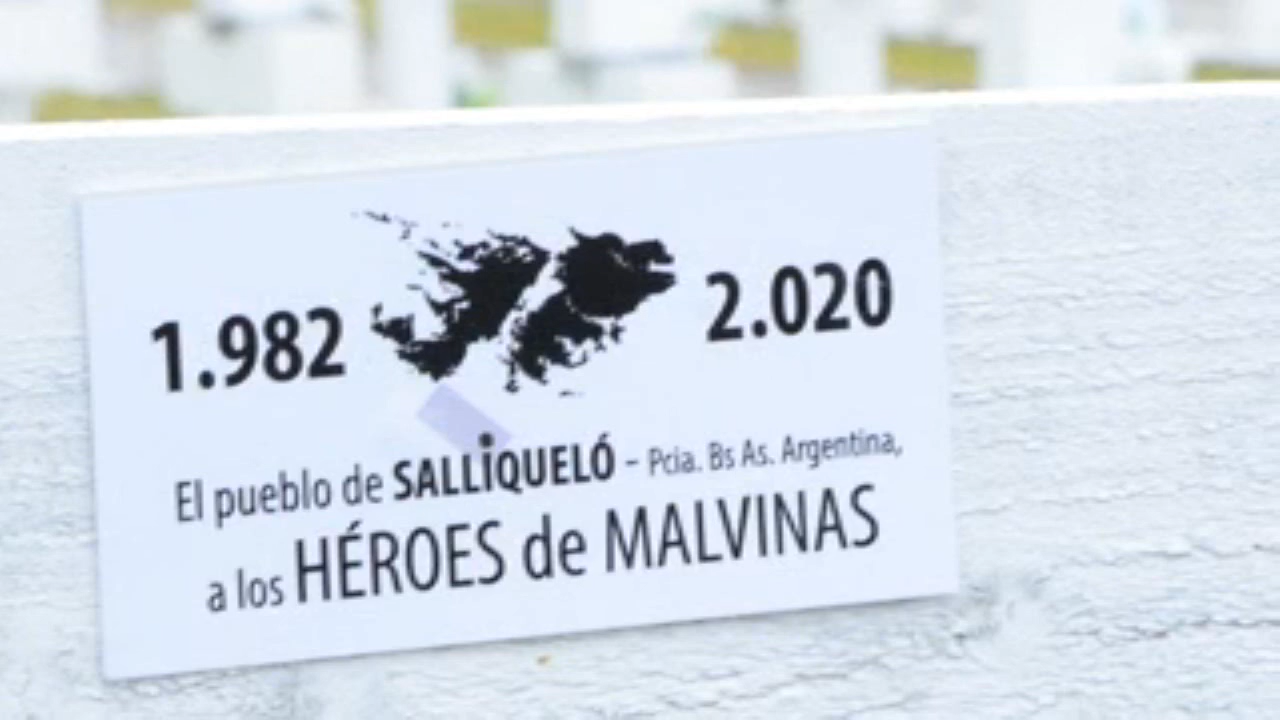 1.982 2.020
El pueblo de SALLiQUELÓ – Pcia. Bs As. Argentina,
a los HÉROES de MALVINAS